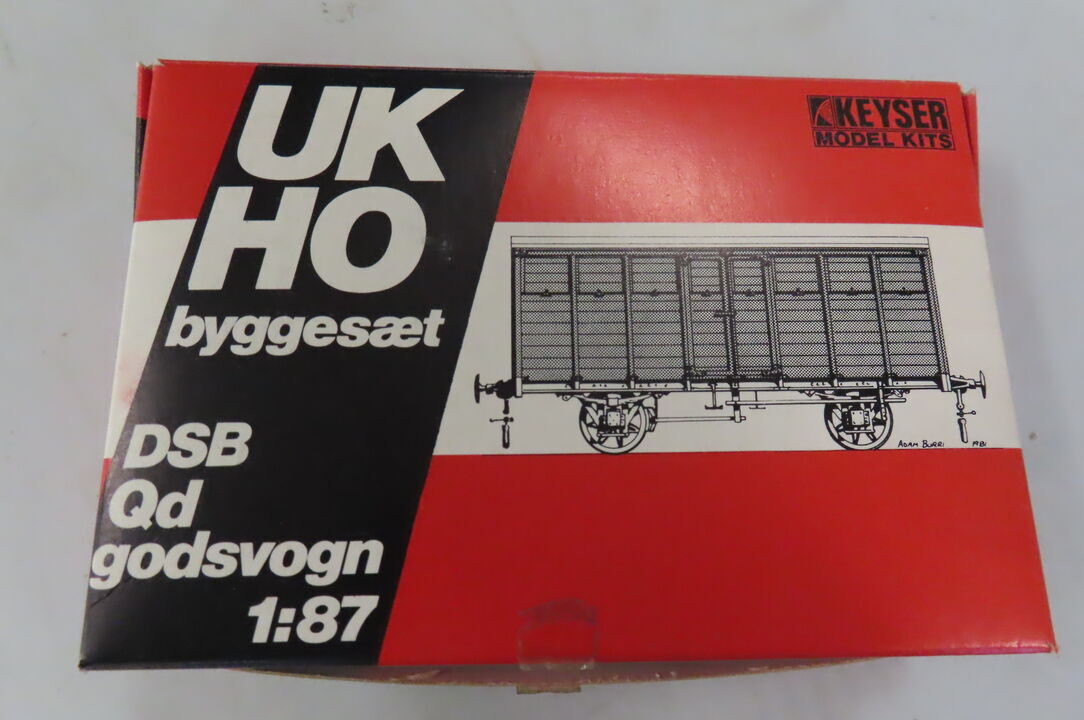 UK
HO
byggesæt
DSB
Qd
godsvogn
1:87
KEYSER
MODEL KITS
ADAM BURRI 1981